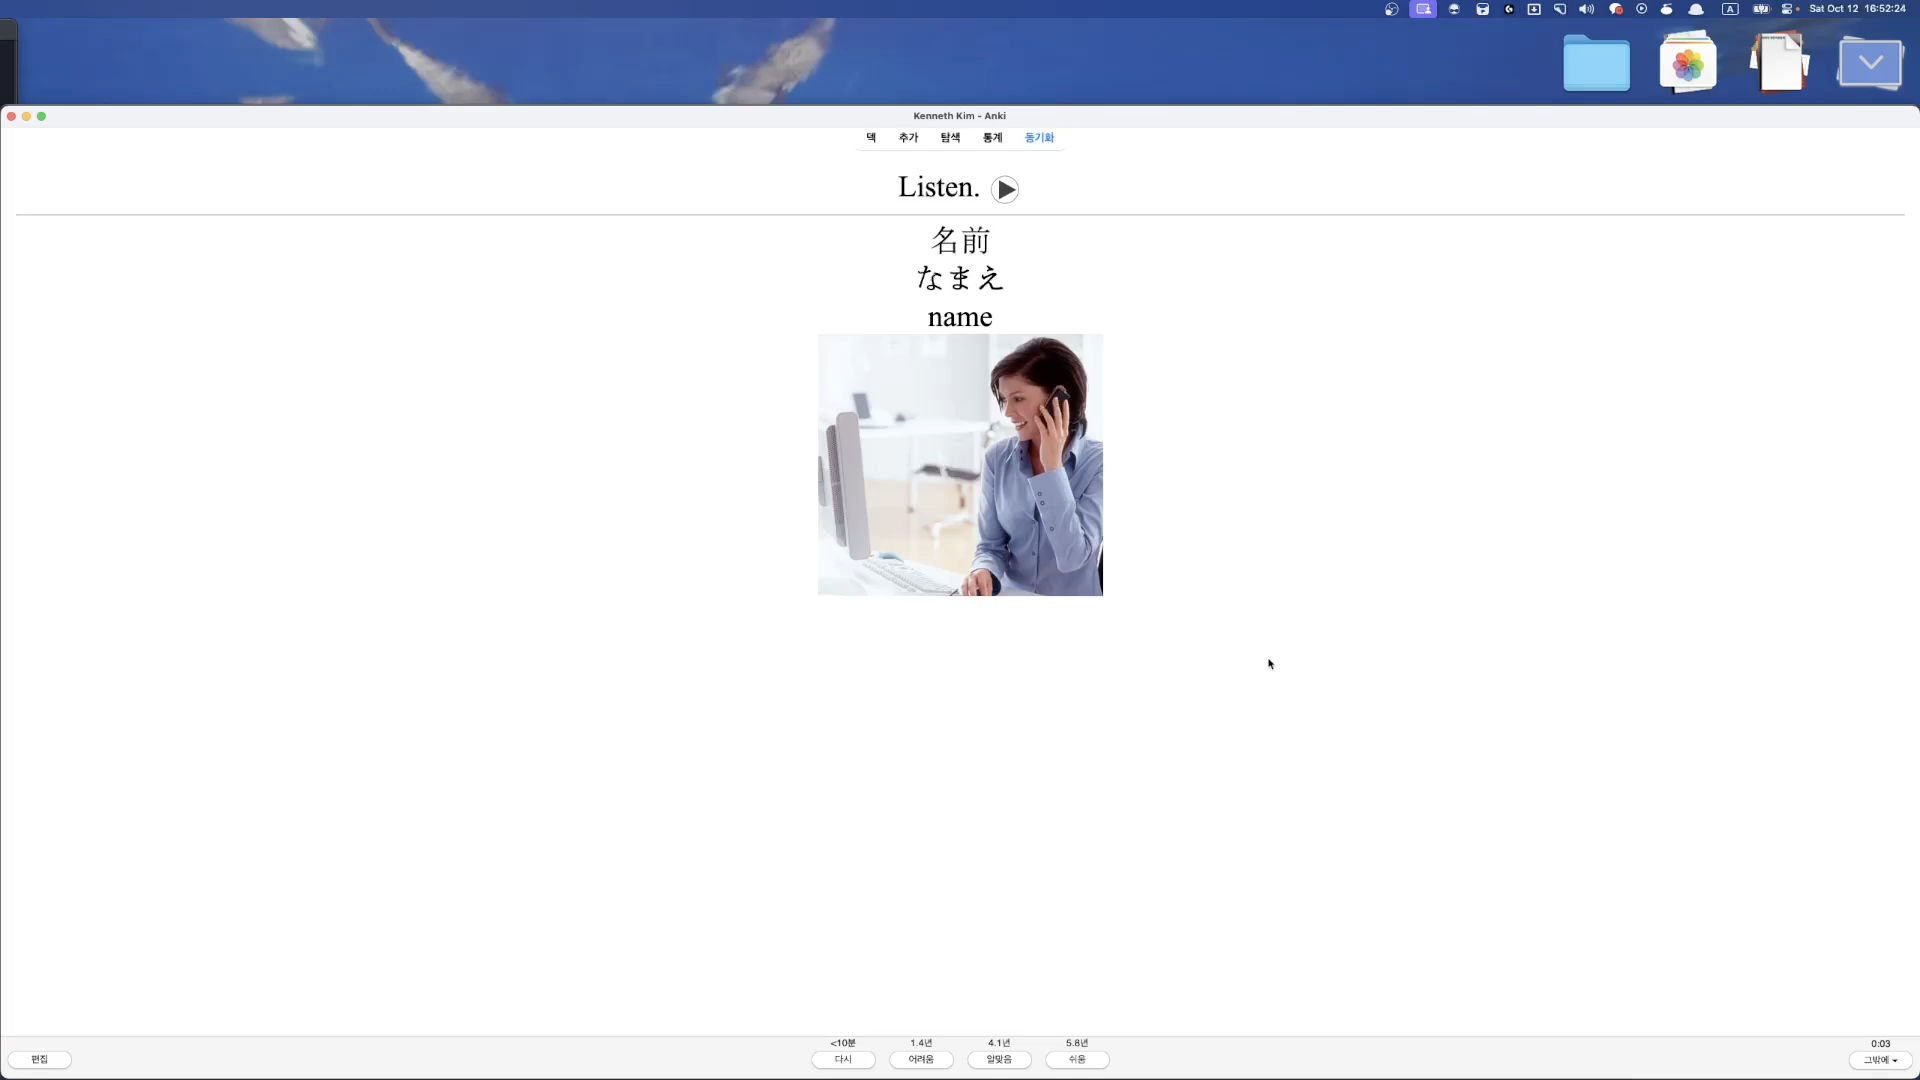 Sat Oct 12 16:52:24
Kenneth Kim - Anki
덱 추가 탐색 통계 동기화
Listen.
名前
なまえ
name
<10분 1.4년 4.1년 5.8년 0:03
편집 다시 어려움 알맞음 쉬움 그밖에